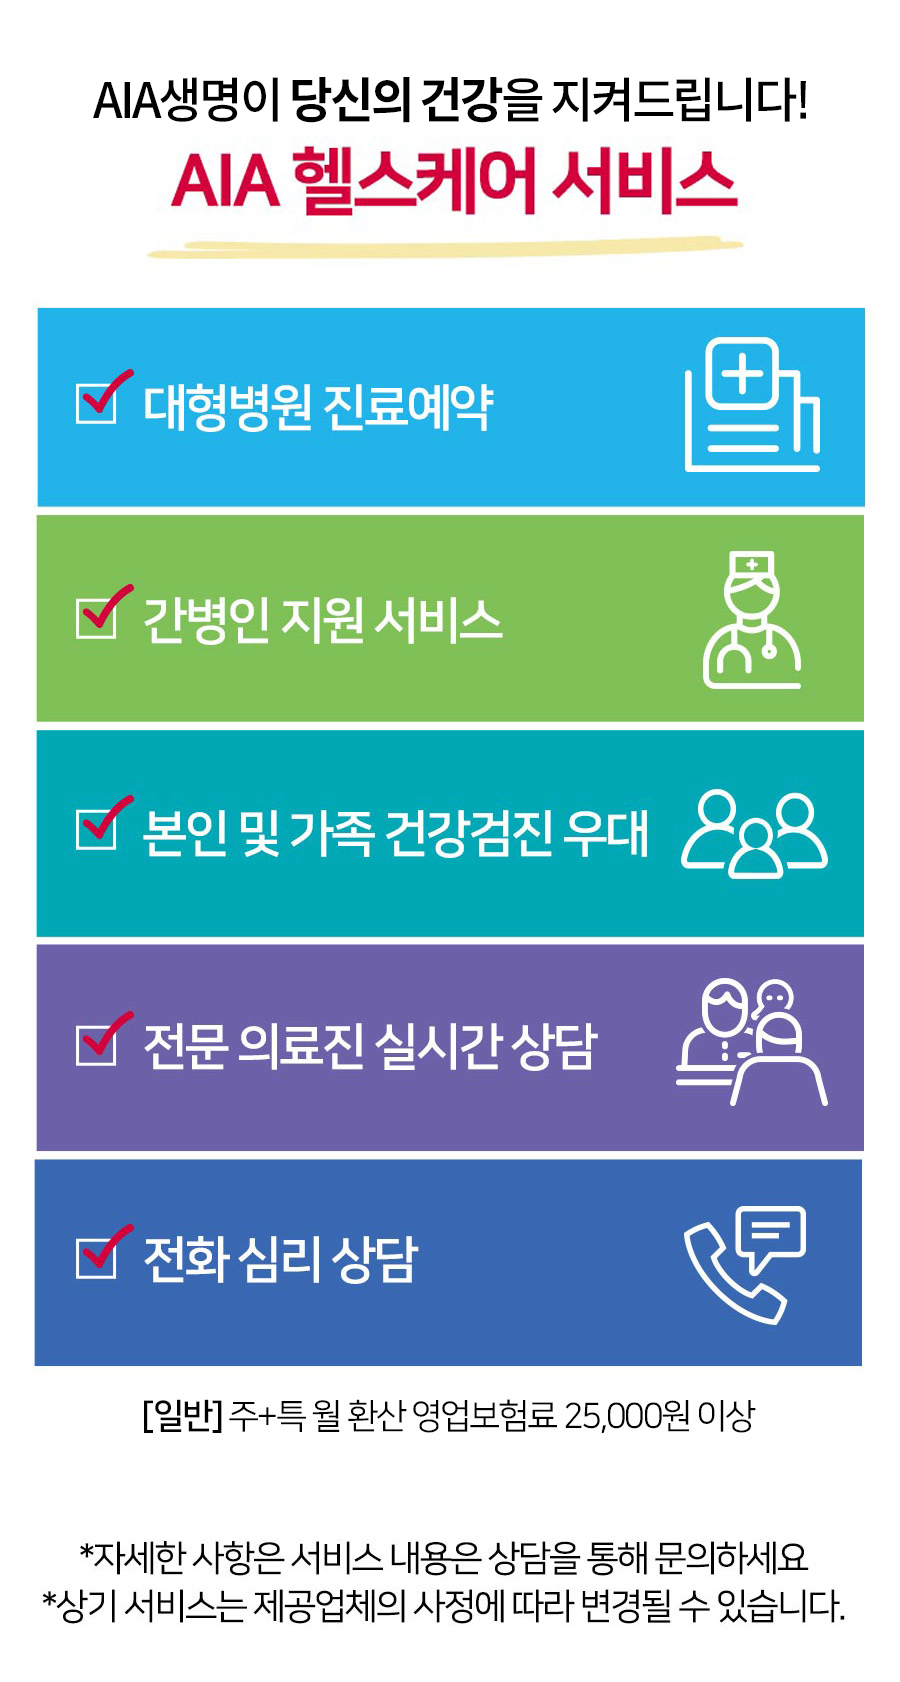 AIA생명이 당신의 건강을 지켜드립니다!
AIA 헬스케어 서비스
대형병원 진료예약
간병인 지원 서비스
본인 및 가족 건강검진 우대
전문 의료진 실시간 상담
전화 심리 상담
[일반] 주+특 월 환산 영업보험료 25,000원 이상
*자세한 사항은 서비스 내용은 상담을 통해 문의하세요
*상기 서비스는 제공업체의 사정에 따라 변경될 수 있습니다.